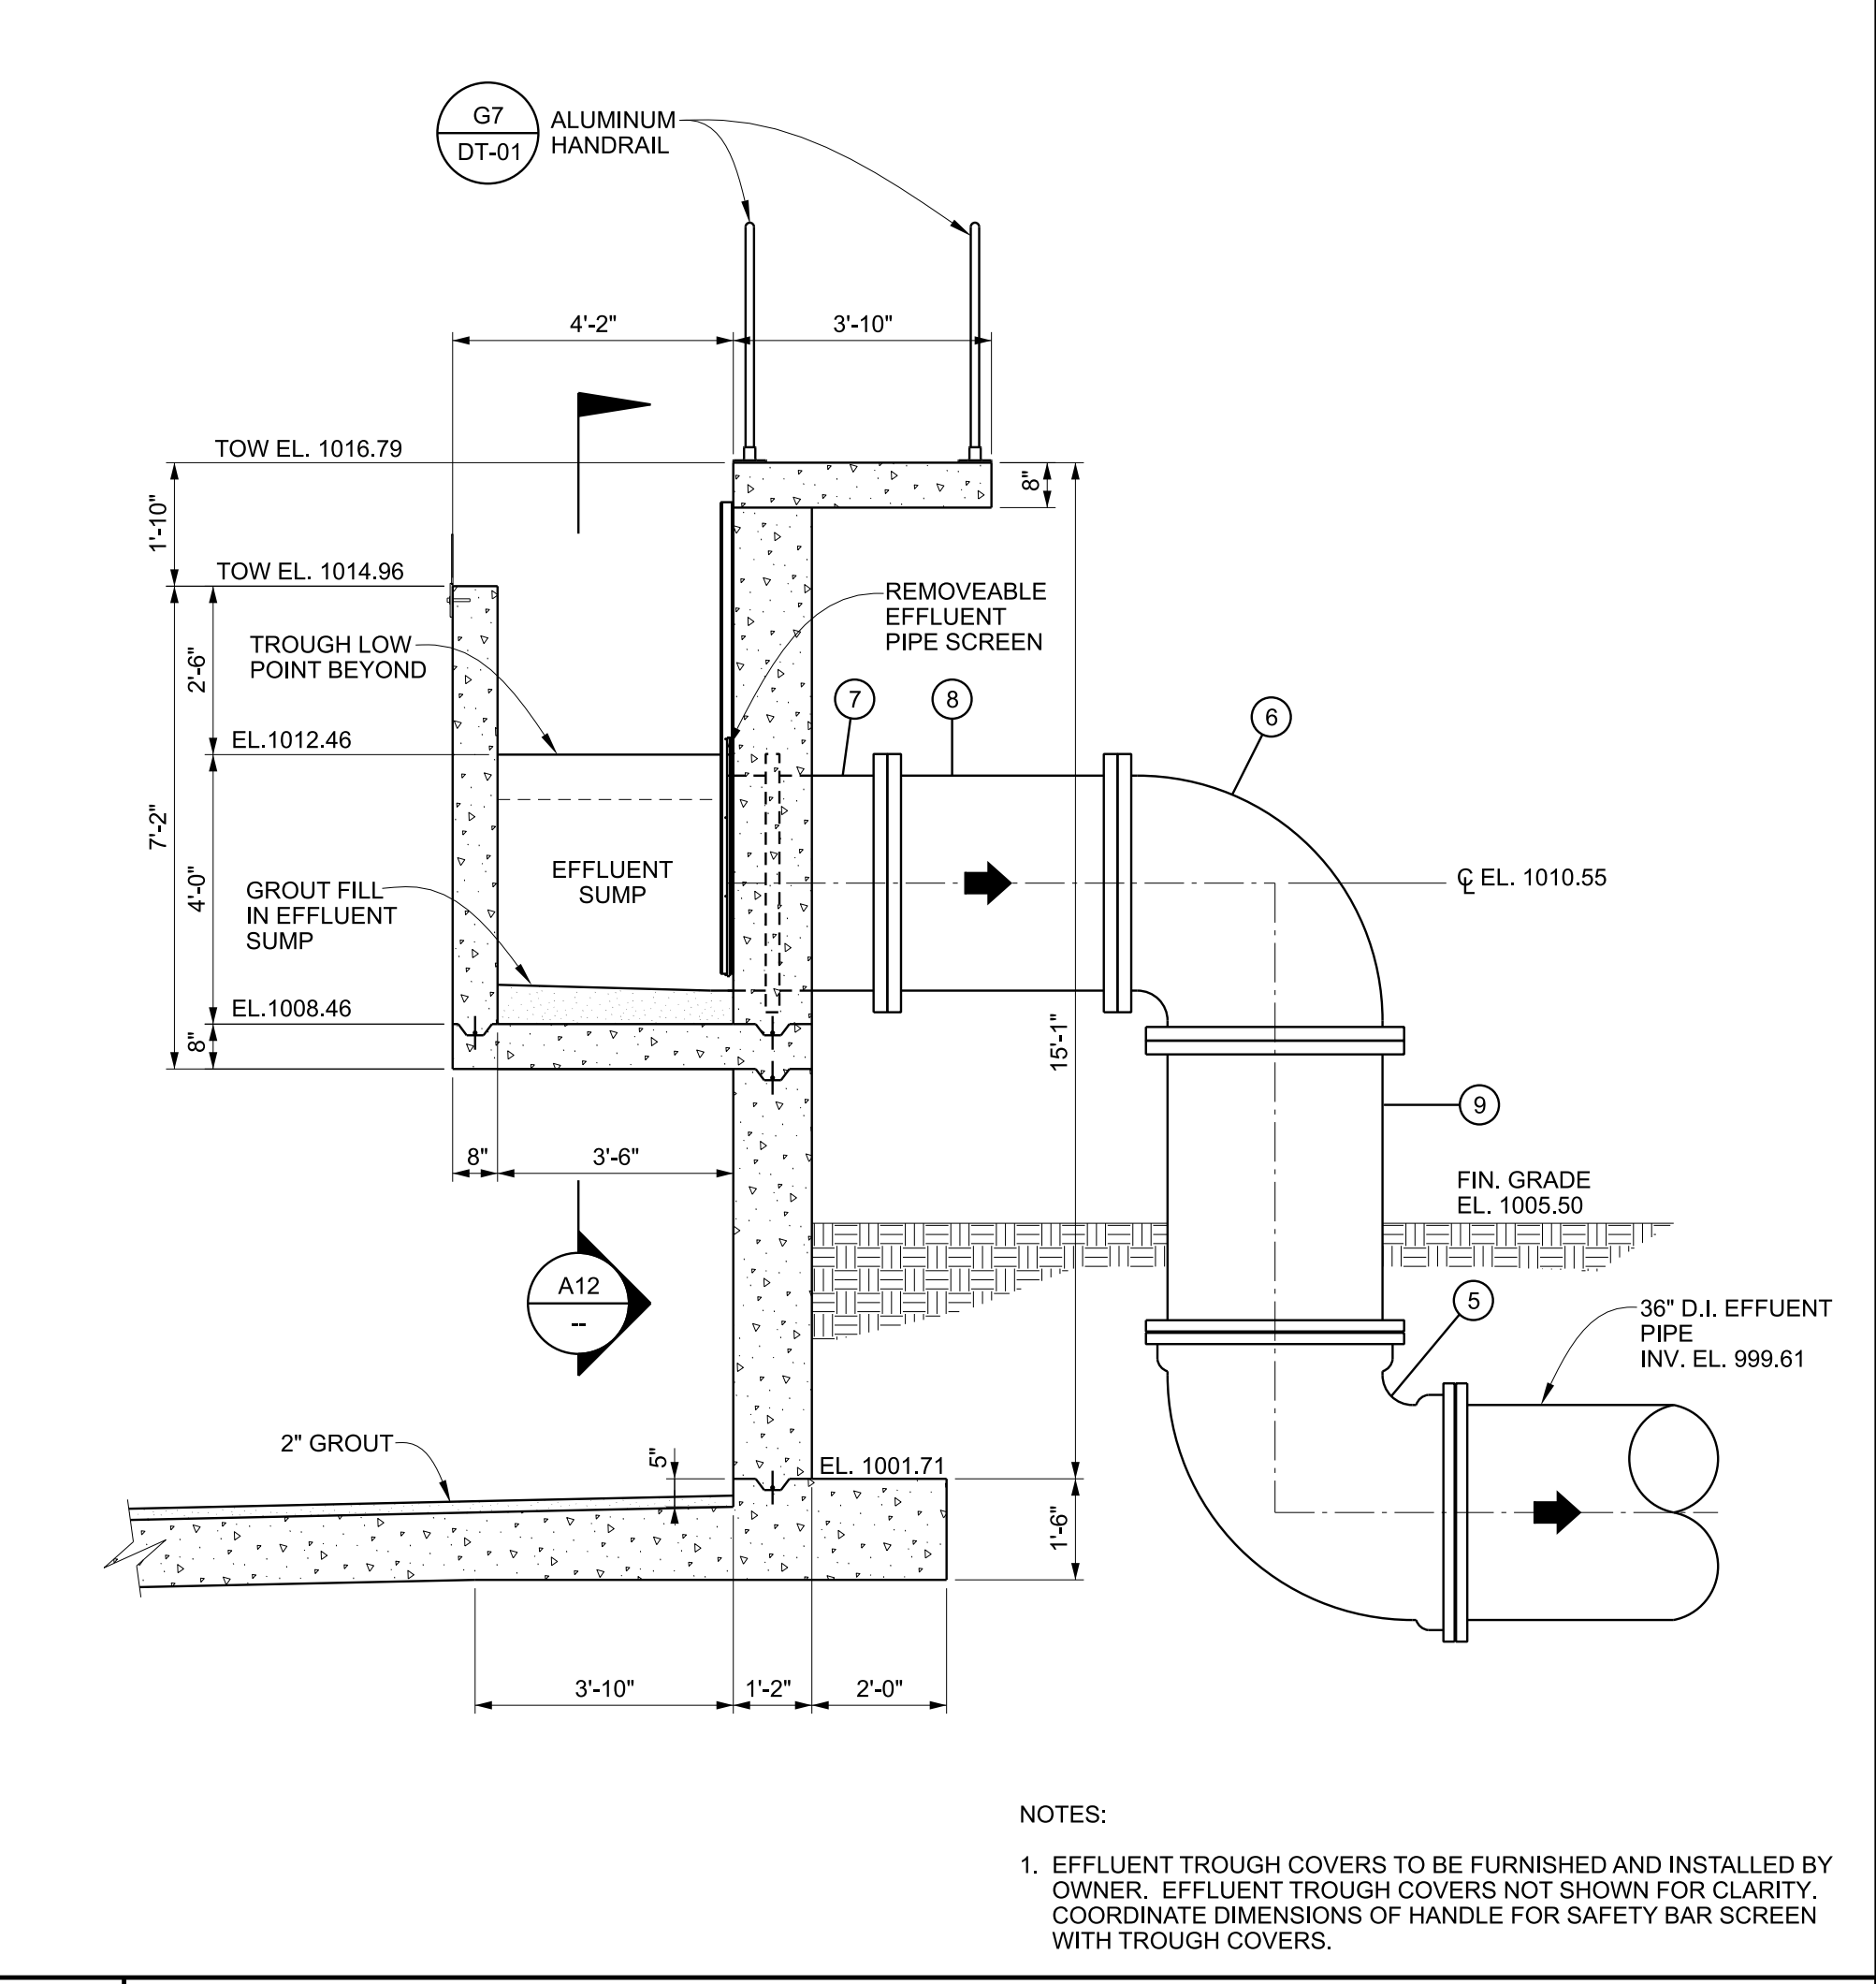 G7
DT-01
ALUMINUM
HANDRAIL
4'-2"
3'-10"
TOW EL. 1016.79
8"
1'-10"
TOW EL. 1014.96
REMOVEABLE
EFFLUENT
PIPE SCREEN
TROUGH LOW
POINT BEYOND
2'-6"
7
8
6
EL.1012.46
7'-2"
4'-0"
EFFLUENT
SUMP
℄ EL. 1010.55
GROUT FILL
IN EFFLUENT
SUMP
EL.1008.46
8"
15'-1"
9
8"
3'-6"
FIN. GRADE
EL. 1005.50
A12
--
5
36" D.I. EFFUENT
PIPE
INV. EL. 999.61
2" GROUT
5"
EL. 1001.71
1'-6"
3'-10"
1'-2"
2'-0"
NOTES:
1. EFFLUENT TROUGH COVERS TO BE FURNISHED AND INSTALLED BY
OWNER. EFFLUENT TROUGH COVERS NOT SHOWN FOR CLARITY.
COORDINATE DIMENSIONS OF HANDLE FOR SAFETY BAR SCREEN
WITH TROUGH COVERS.